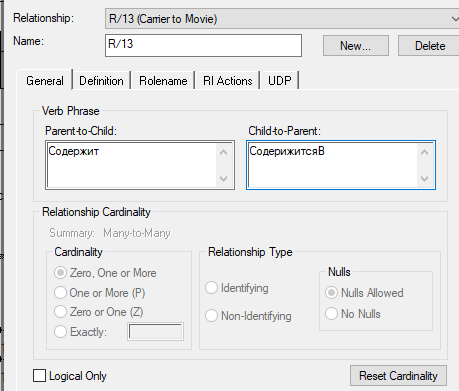 Relationship: R/13 (Carrier to Movie)
Name: R/13 New... Delete
General Definition Rolename RI Actions UDP
Verb Phrase
Parent-to-Child: Child-to-Parent:
Содержит СодерижитсяВ
Relationship Cardinality
Summary: Many-to-Many
Cardinality Relationship Type
Zero, One or More Nulls
One or More (P) Identifying Nulls Allowed
Zero or One (Z) Non-Identifying No Nulls
Exactly:
Logical Only Reset Cardinality